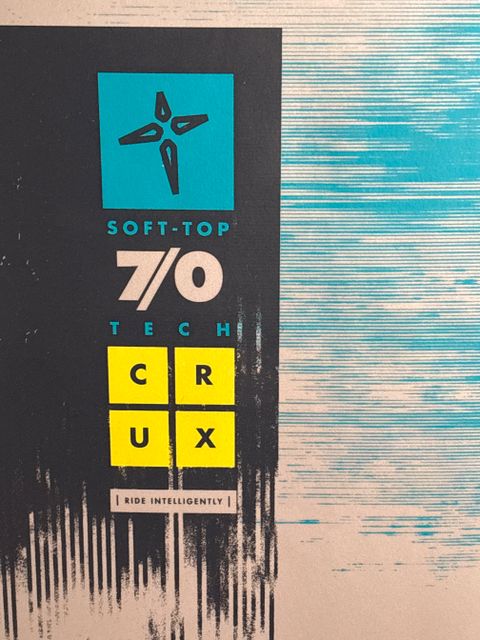 SOFT-TOP
7/0
TECH
C R
U X
| RIDE INTELLIGENTLY |